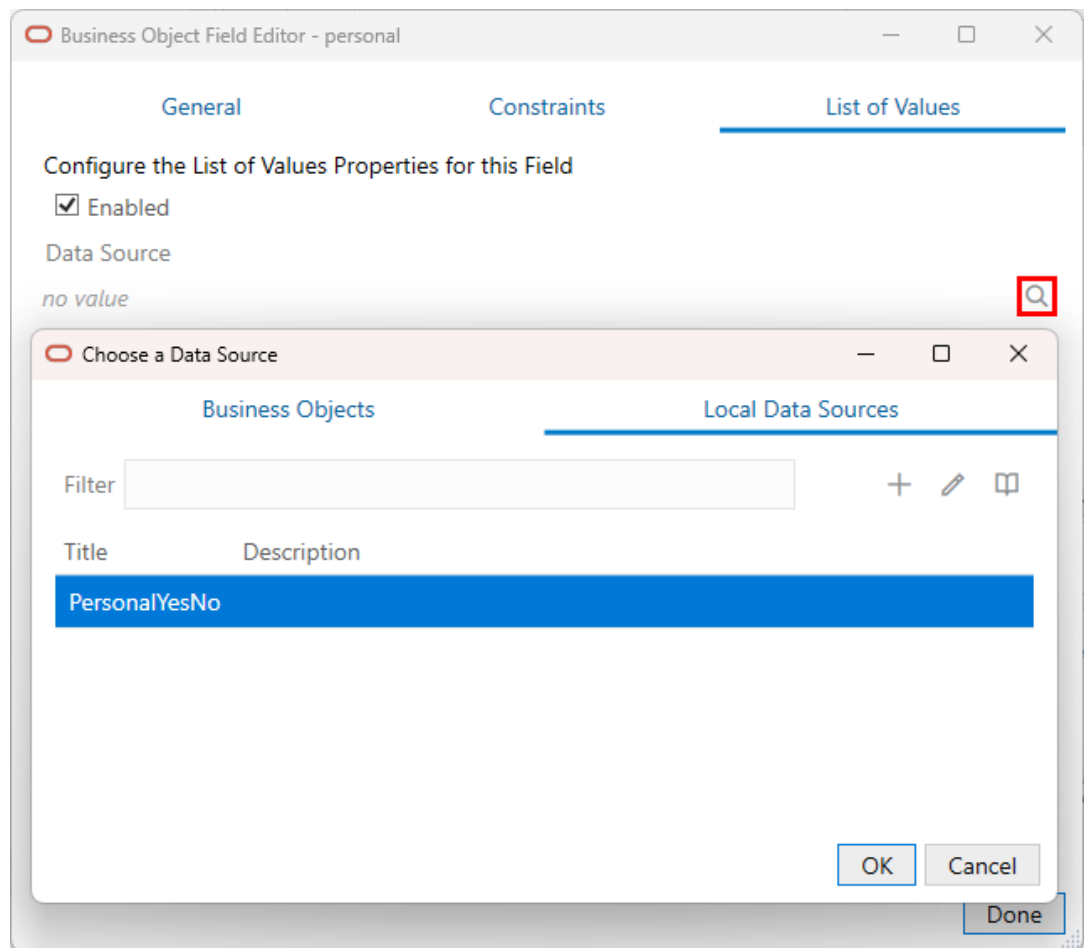 Business Object Field Editor - personal
General Constraints List of Values
Configure the List of Values Properties for this Field
Enabled
Data Source
no value
Choose a Data Source
Business Objects Local Data Sources
Filter
Title Description
PersonalYesNo
OK Cancel
Done